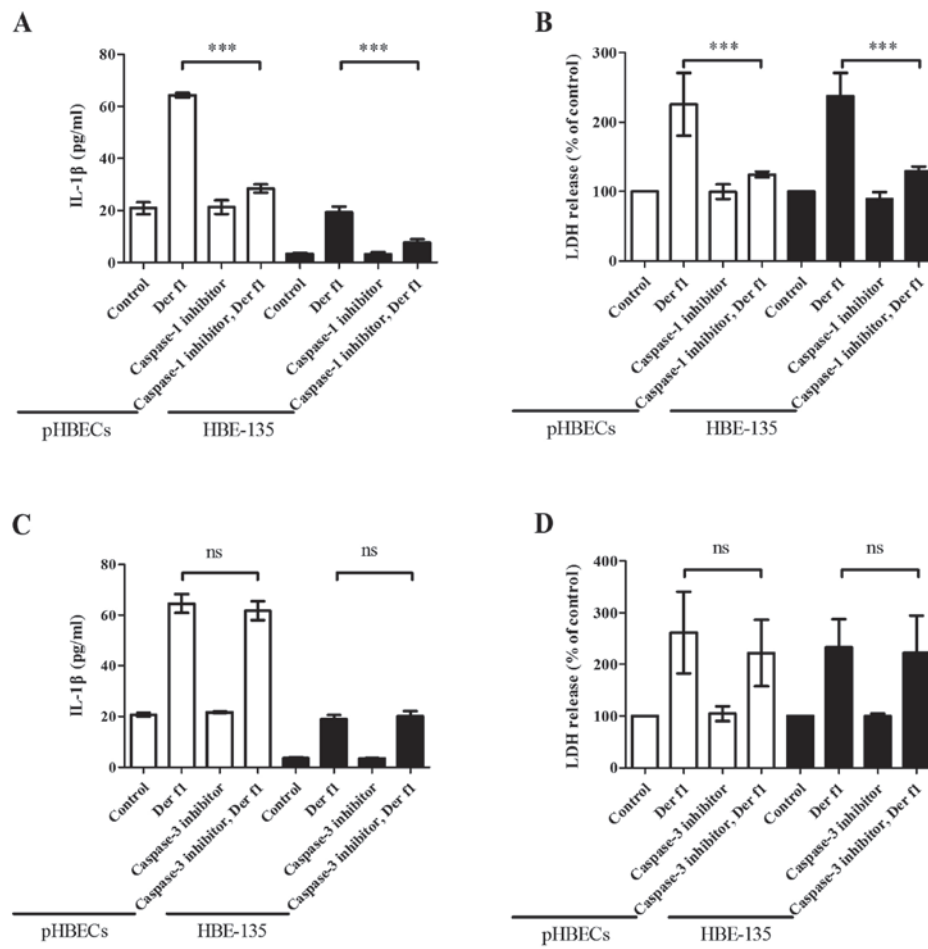 A
***
***
IL-1β (pg/ml)
80
60
40
20
0
Control
Der f1
Caspase-1 inhibitor
Caspase-1 inhibitor, Der f1
Control
Der f1
Caspase-1 inhibitor
Caspase-1 inhibitor, Der f1
pHBECs
HBE-135
B
***
***
LDH release (% of control)
300
200
100
0
Control
Der f1
Caspase-1 inhibitor
Caspase-1 inhibitor, Der f1
Control
Der f1
Caspase-1 inhibitor
Caspase-1 inhibitor, Der f1
pHBECs
HBE-135
C
ns
ns
IL-1β (pg/ml)
80
60
40
20
0
Control
Der f1
Caspase-3 inhibitor
Caspase-3 inhibitor, Der f1
Control
Der f1
Caspase-3 inhibitor
Caspase-3 inhibitor, Der f1
pHBECs
HBE-135
D
ns
ns
LDH release (% of control)
400
300
200
100
0
Control
Der f1
Caspase-3 inhibitor
Caspase-3 inhibitor, Der f1
Control
Der f1
Caspase-3 inhibitor
Caspase-3 inhibitor, Der f1
pHBECs
HBE-135